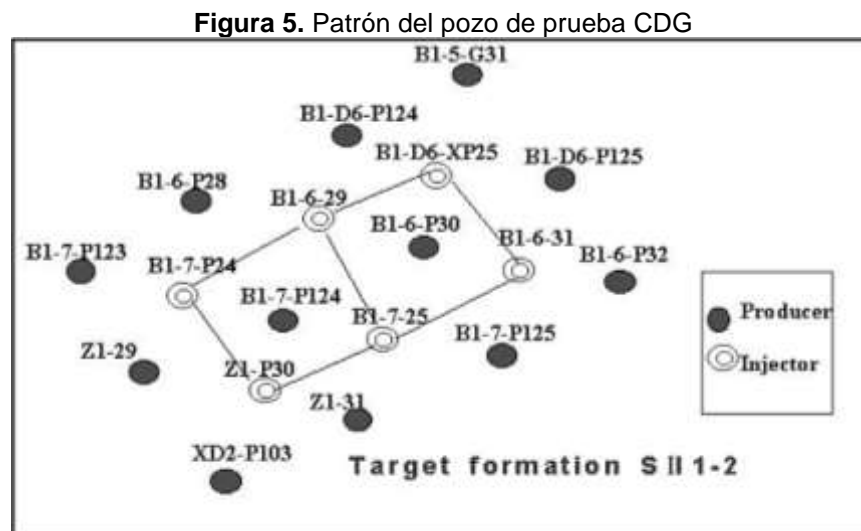 Figura 5. Patrón del pozo de prueba CDG
B1-5-G31
B1-D6-P124
B1-D6-XP25
B1-D6-P125
B1-6-P28
B1-6-29
B1-6-P30
B1-6-31
B1-7-P123
B1-7-P24
B1-6-P32
B1-7-P124
B1-7-25
Producer
B1-7-P125
Z1-29
Z1-P30
Injector
Z1-31
XD2-P103
Target formation S II 1-2